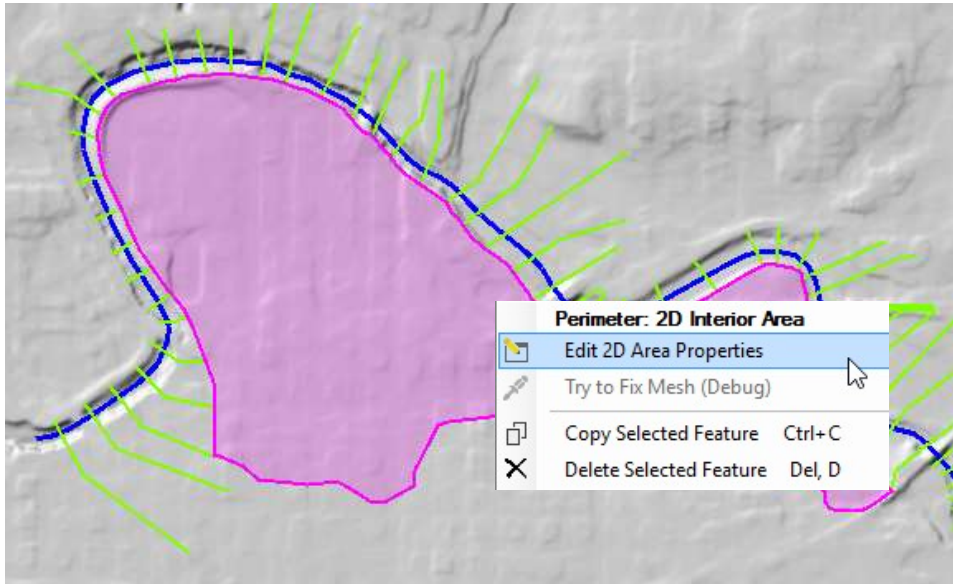 Perimeter: 2D Interior Area
Edit 2D Area Properties
Try to Fix Mesh (Debug)
Copy Selected Feature Ctrl+C
Delete Selected Feature Del, D